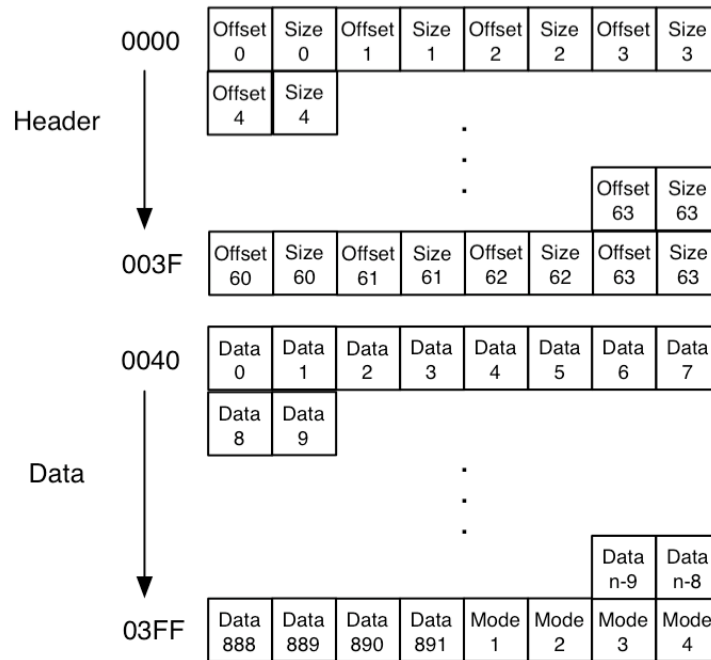 0000 Offset 0 Size 0 Offset 1 Size 1 Offset 2 Size 2 Offset 3 Size 3
Offset 4 Size 4
Header
Offset 63 Size 63
003F Offset 60 Size 60 Offset 61 Size 61 Offset 62 Size 62 Offset 63 Size 63
0040 Data 0 Data 1 Data 2 Data 3 Data 4 Data 5 Data 6 Data 7
Data 8 Data 9
Data
Data n-9 Data n-8
03FF Data 888 Data 889 Data 890 Data 891 Mode 1 Mode 2 Mode 3 Mode 4